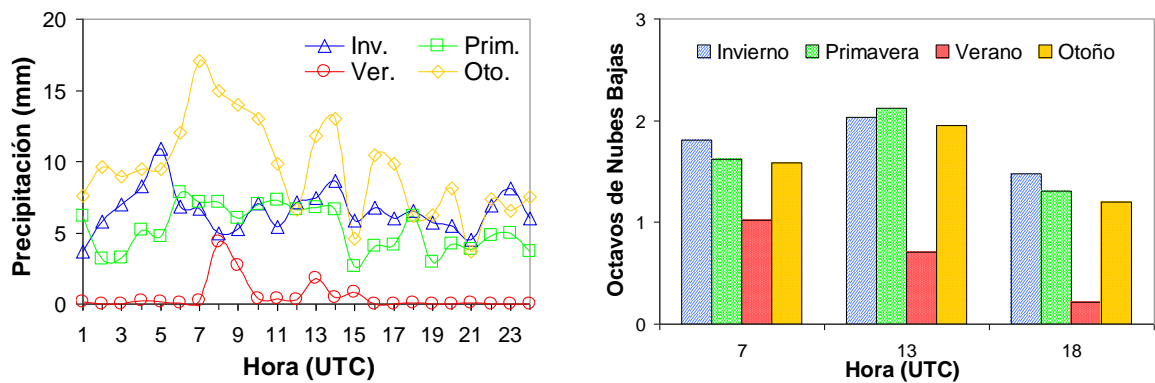 Precipitación (mm)
20
15
10
5
0
Inv. Prim.
Ver. Oto.
1 3 5 7 9 11 13 15 17 19 21 23
Hora (UTC)
Octavos de Nubes Bajas
3
2
1
0
Invierno Primavera Verano Otoño
7 13 18
Hora (UTC)